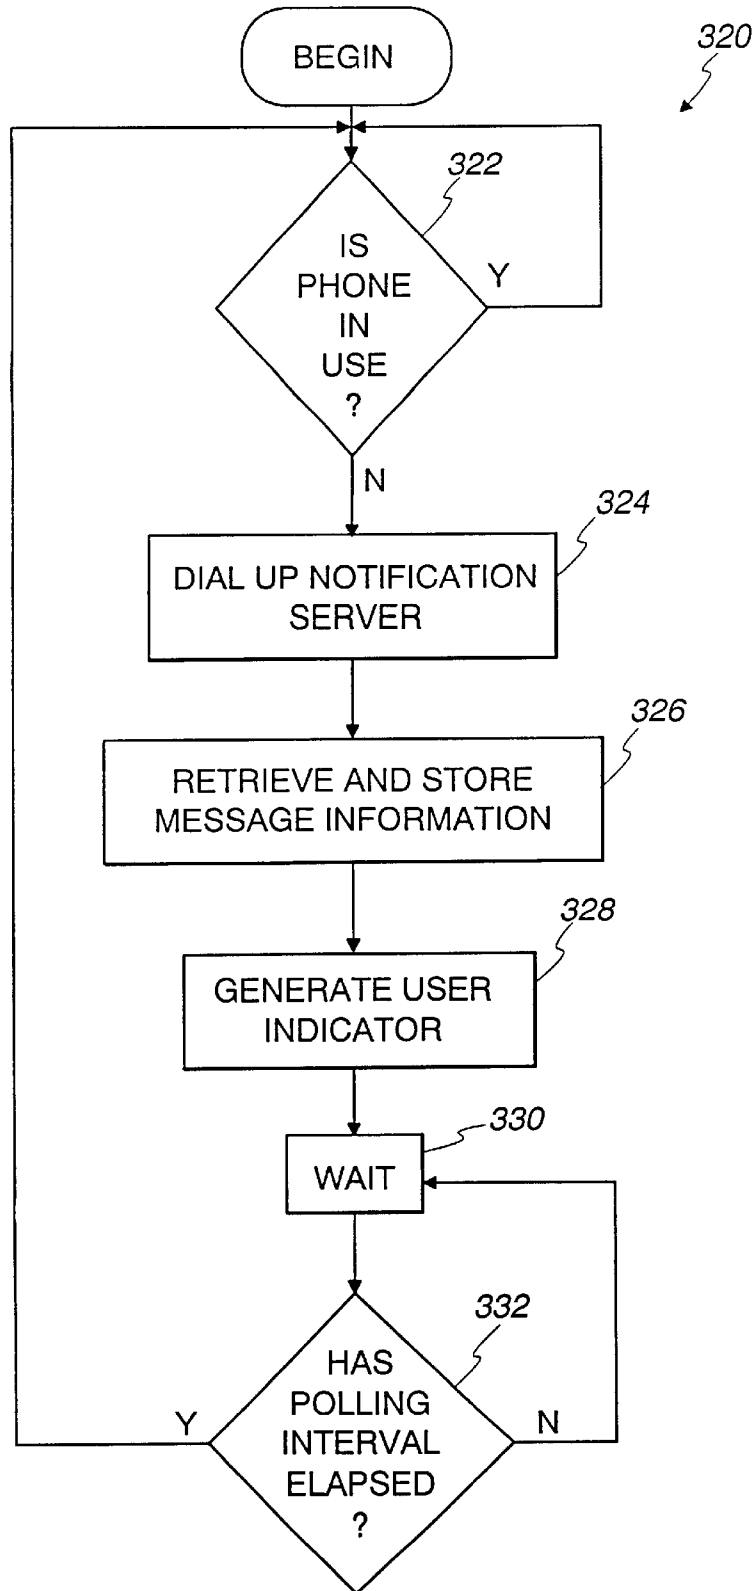 BEGIN
320
322
IS
PHONE
IN
USE
?
Y
N
324
DIAL UP NOTIFICATION
SERVER
326
RETRIEVE AND STORE
MESSAGE INFORMATION
328
GENERATE USER
INDICATOR
330
WAIT
332
HAS
POLLING
INTERVAL
ELAPSED
?
Y
N